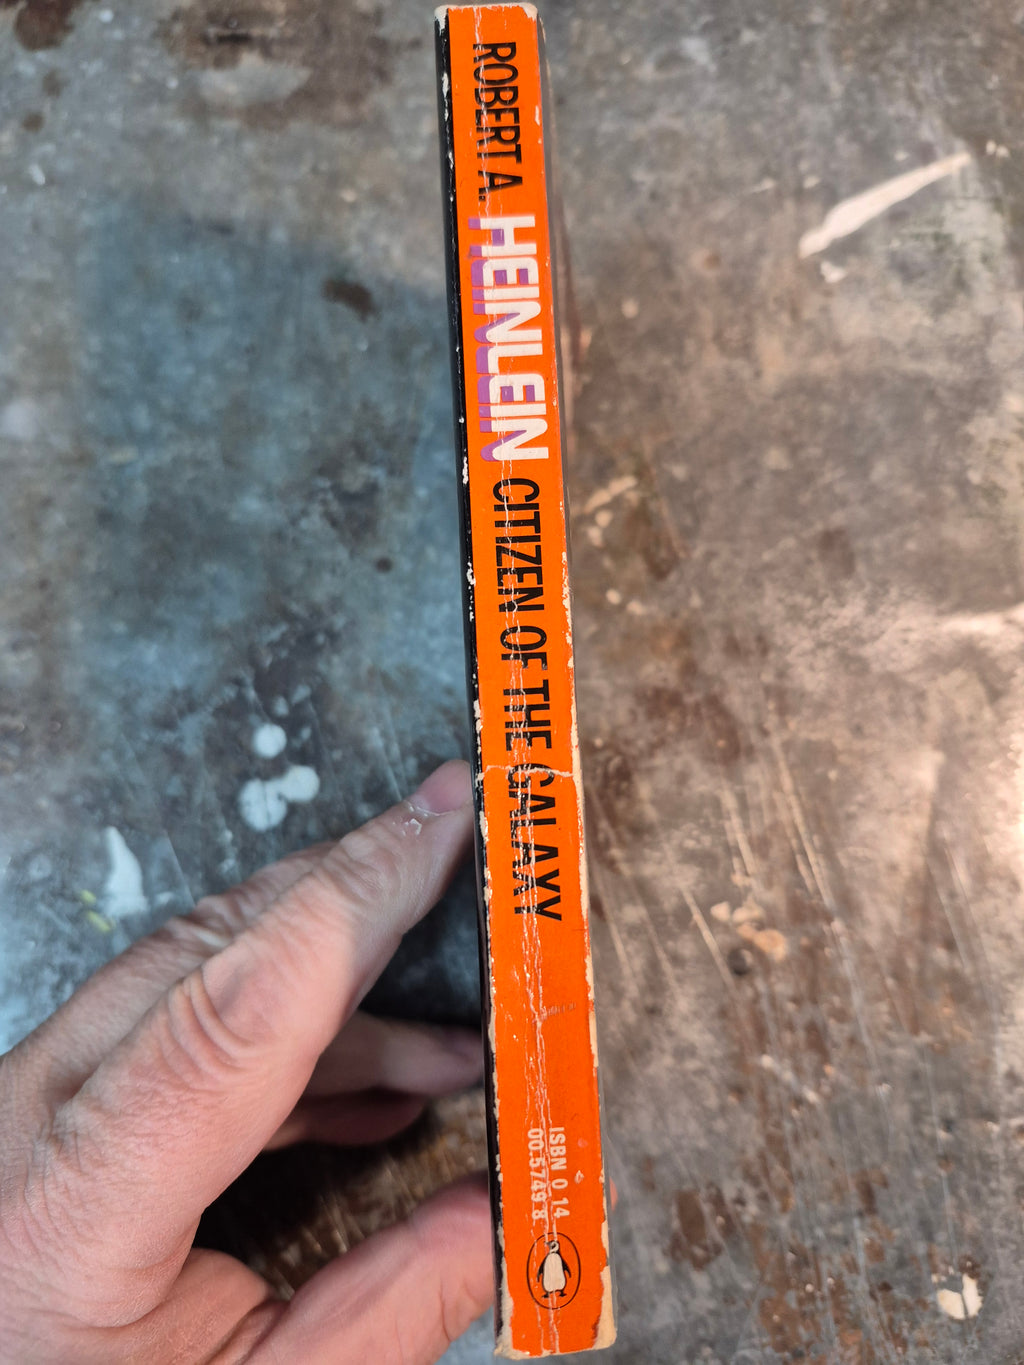 ROBERT A. HEINLEIN CITIZEN OF THE GALAXY
ISBN 0 14
00.5749 8